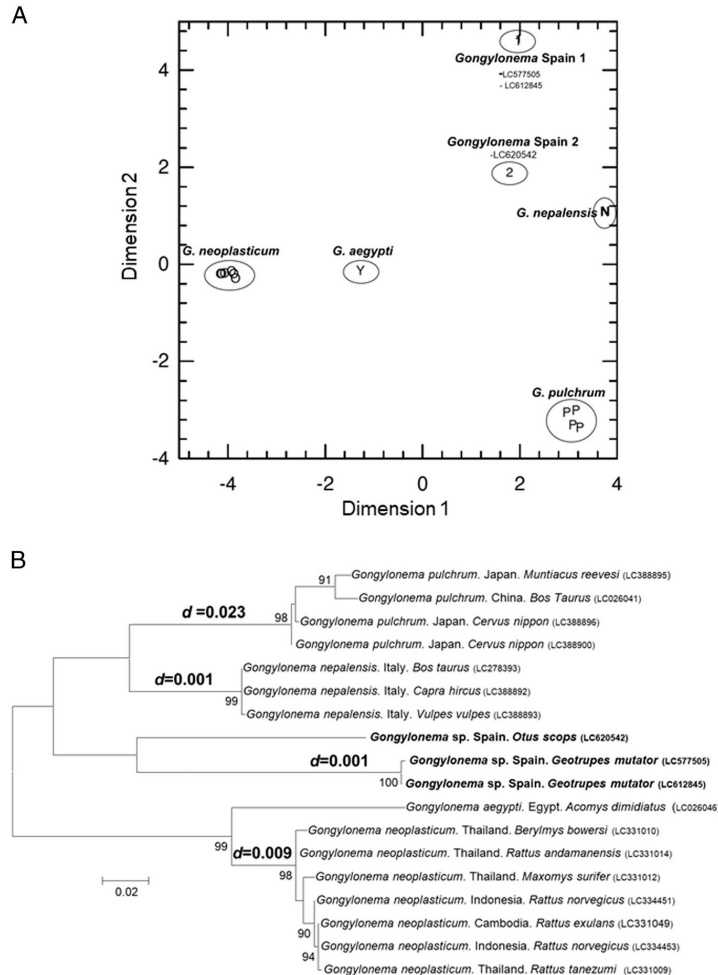 A
Dimension 2
4
2
0
-2
-4
1
Gongylonema Spain 1
-LC577505
- LC612845
Gongylonema Spain 2
-LC620542
2
G. nepalensis N
G. neoplasticum
G. aegypti
Y
G. pulchrum
P P
P P
-4 -2 0 2 4
Dimension 1
B
91
Gongylonema pulchrum. Japan. Muntiacus reevesi (LC388895)
Gongylonema pulchrum. China. Bos Taurus (LC026041)
d =0.023
98
Gongylonema pulchrum. Japan. Cervus nippon (LC388896)
Gongylonema pulchrum. Japan. Cervus nippon (LC388900)
Gongylonema nepalensis. Italy. Bos taurus (LC278393)
d=0.001
99
Gongylonema nepalensis. Italy. Capra hircus (LC388892)
Gongylonema nepalensis. Italy. Vulpes vulpes (LC388893)
Gongylonema sp. Spain. Otus scops (LC620542)
d=0.001
Gongylonema sp. Spain. Geotrupes mutator (LC577505)
100
Gongylonema sp. Spain. Geotrupes mutator (LC612845)
Gongylonema aegypti. Egypt. Acomys dimidiatus (LC026046)
99
Gongylonema neoplasticum. Thailand. Berylmys bowersi (LC331010)
d=0.009
98
Gongylonema neoplasticum. Thailand. Rattus andamanensis (LC331014)
Gongylonema neoplasticum. Thailand. Maxomys surifer (LC331012)
Gongylonema neoplasticum. Indonesia. Rattus norvegicus (LC334451)
90
Gongylonema neoplasticum. Cambodia. Rattus exulans (LC331049)
94
Gongylonema neoplasticum. Indonesia. Rattus norvegicus (LC334453)
Gongylonema neoplasticum. Thailand. Rattus tanezumi (LC331009)
0.02